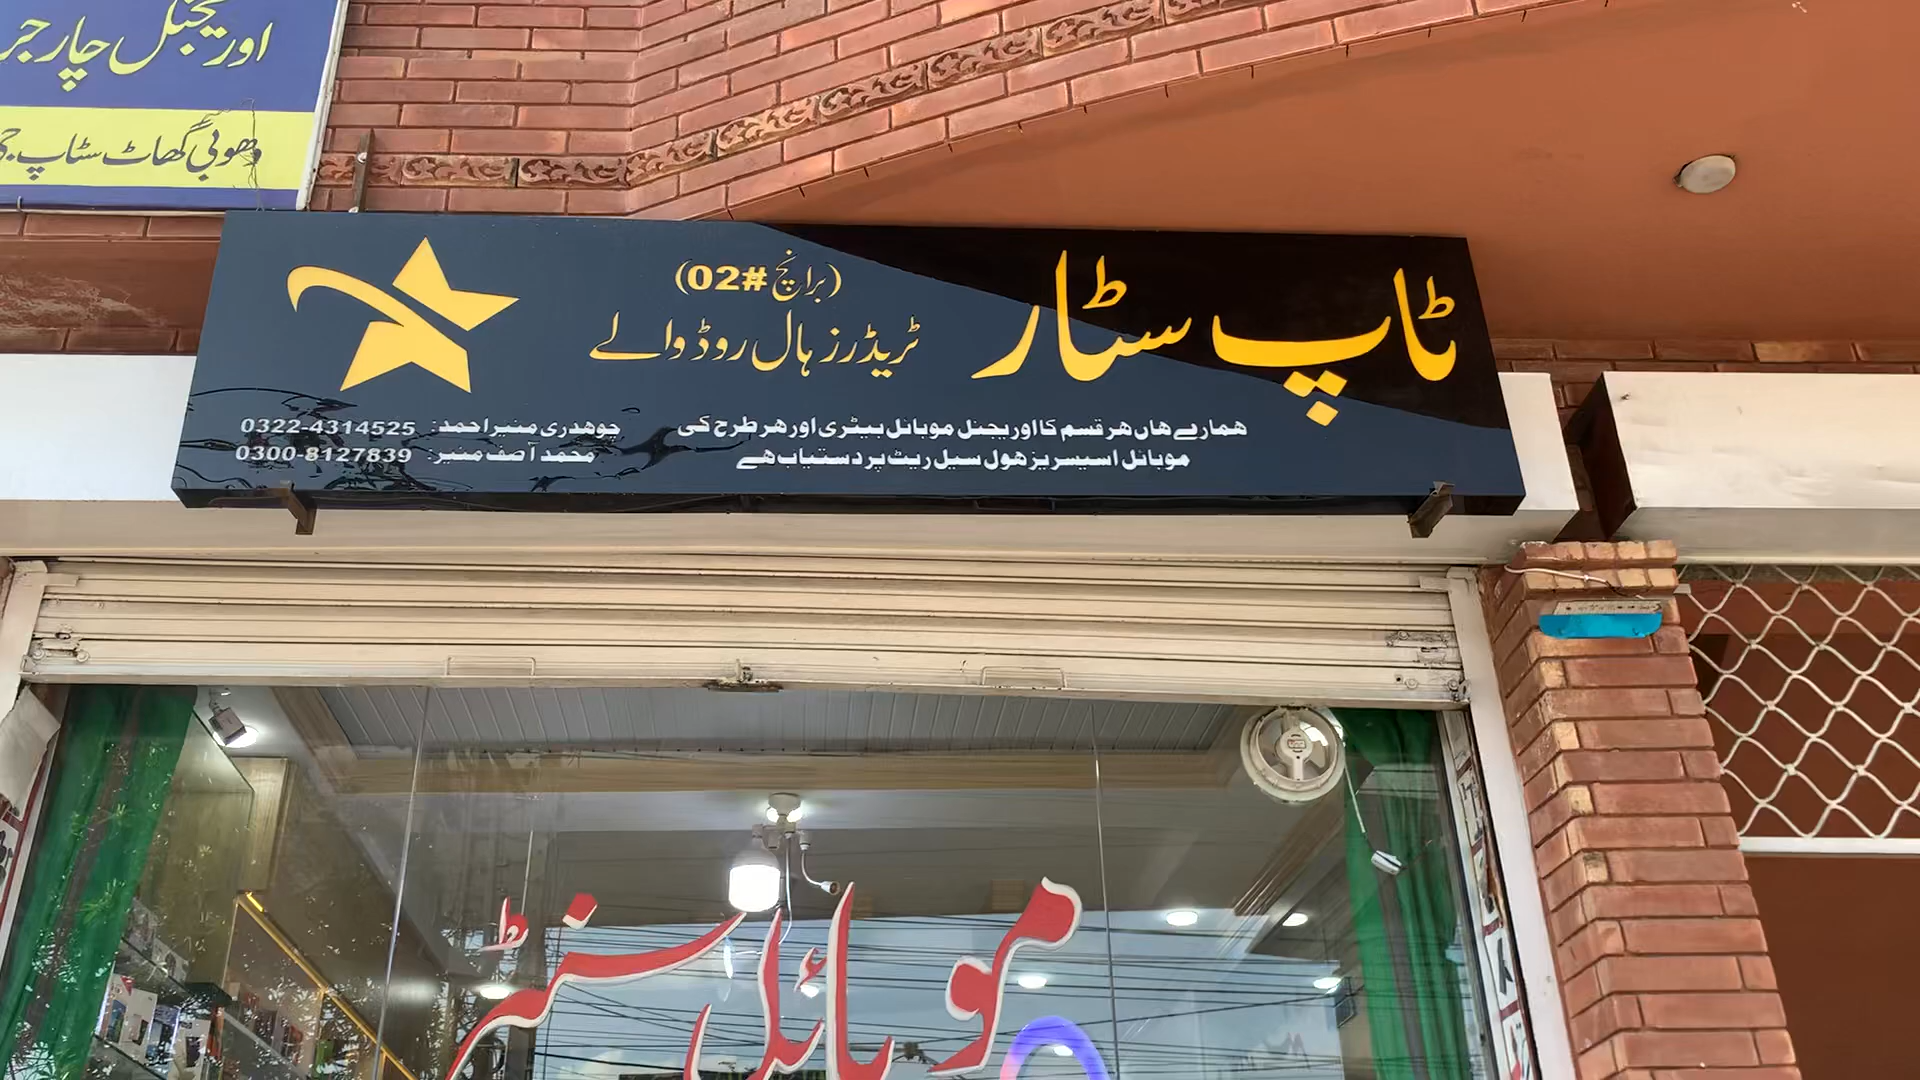 اوریجنل چارجر
دھوبی گھاٹ سٹاپ
ٹاپ سٹار
(برانچ #02)
ٹریڈرز ہال روڈ والے
ہمارے ہاں ہر قسم کا اوریجنل موبائل بیٹری اور ہر طرح کی
موبائل اسیسریز ہول سیل ریٹ پر دستیاب ہے
چوهدری منیر احمد: 0322-4314525
محمد آصف منیر: 0300-8127839
موبائل سنٹر